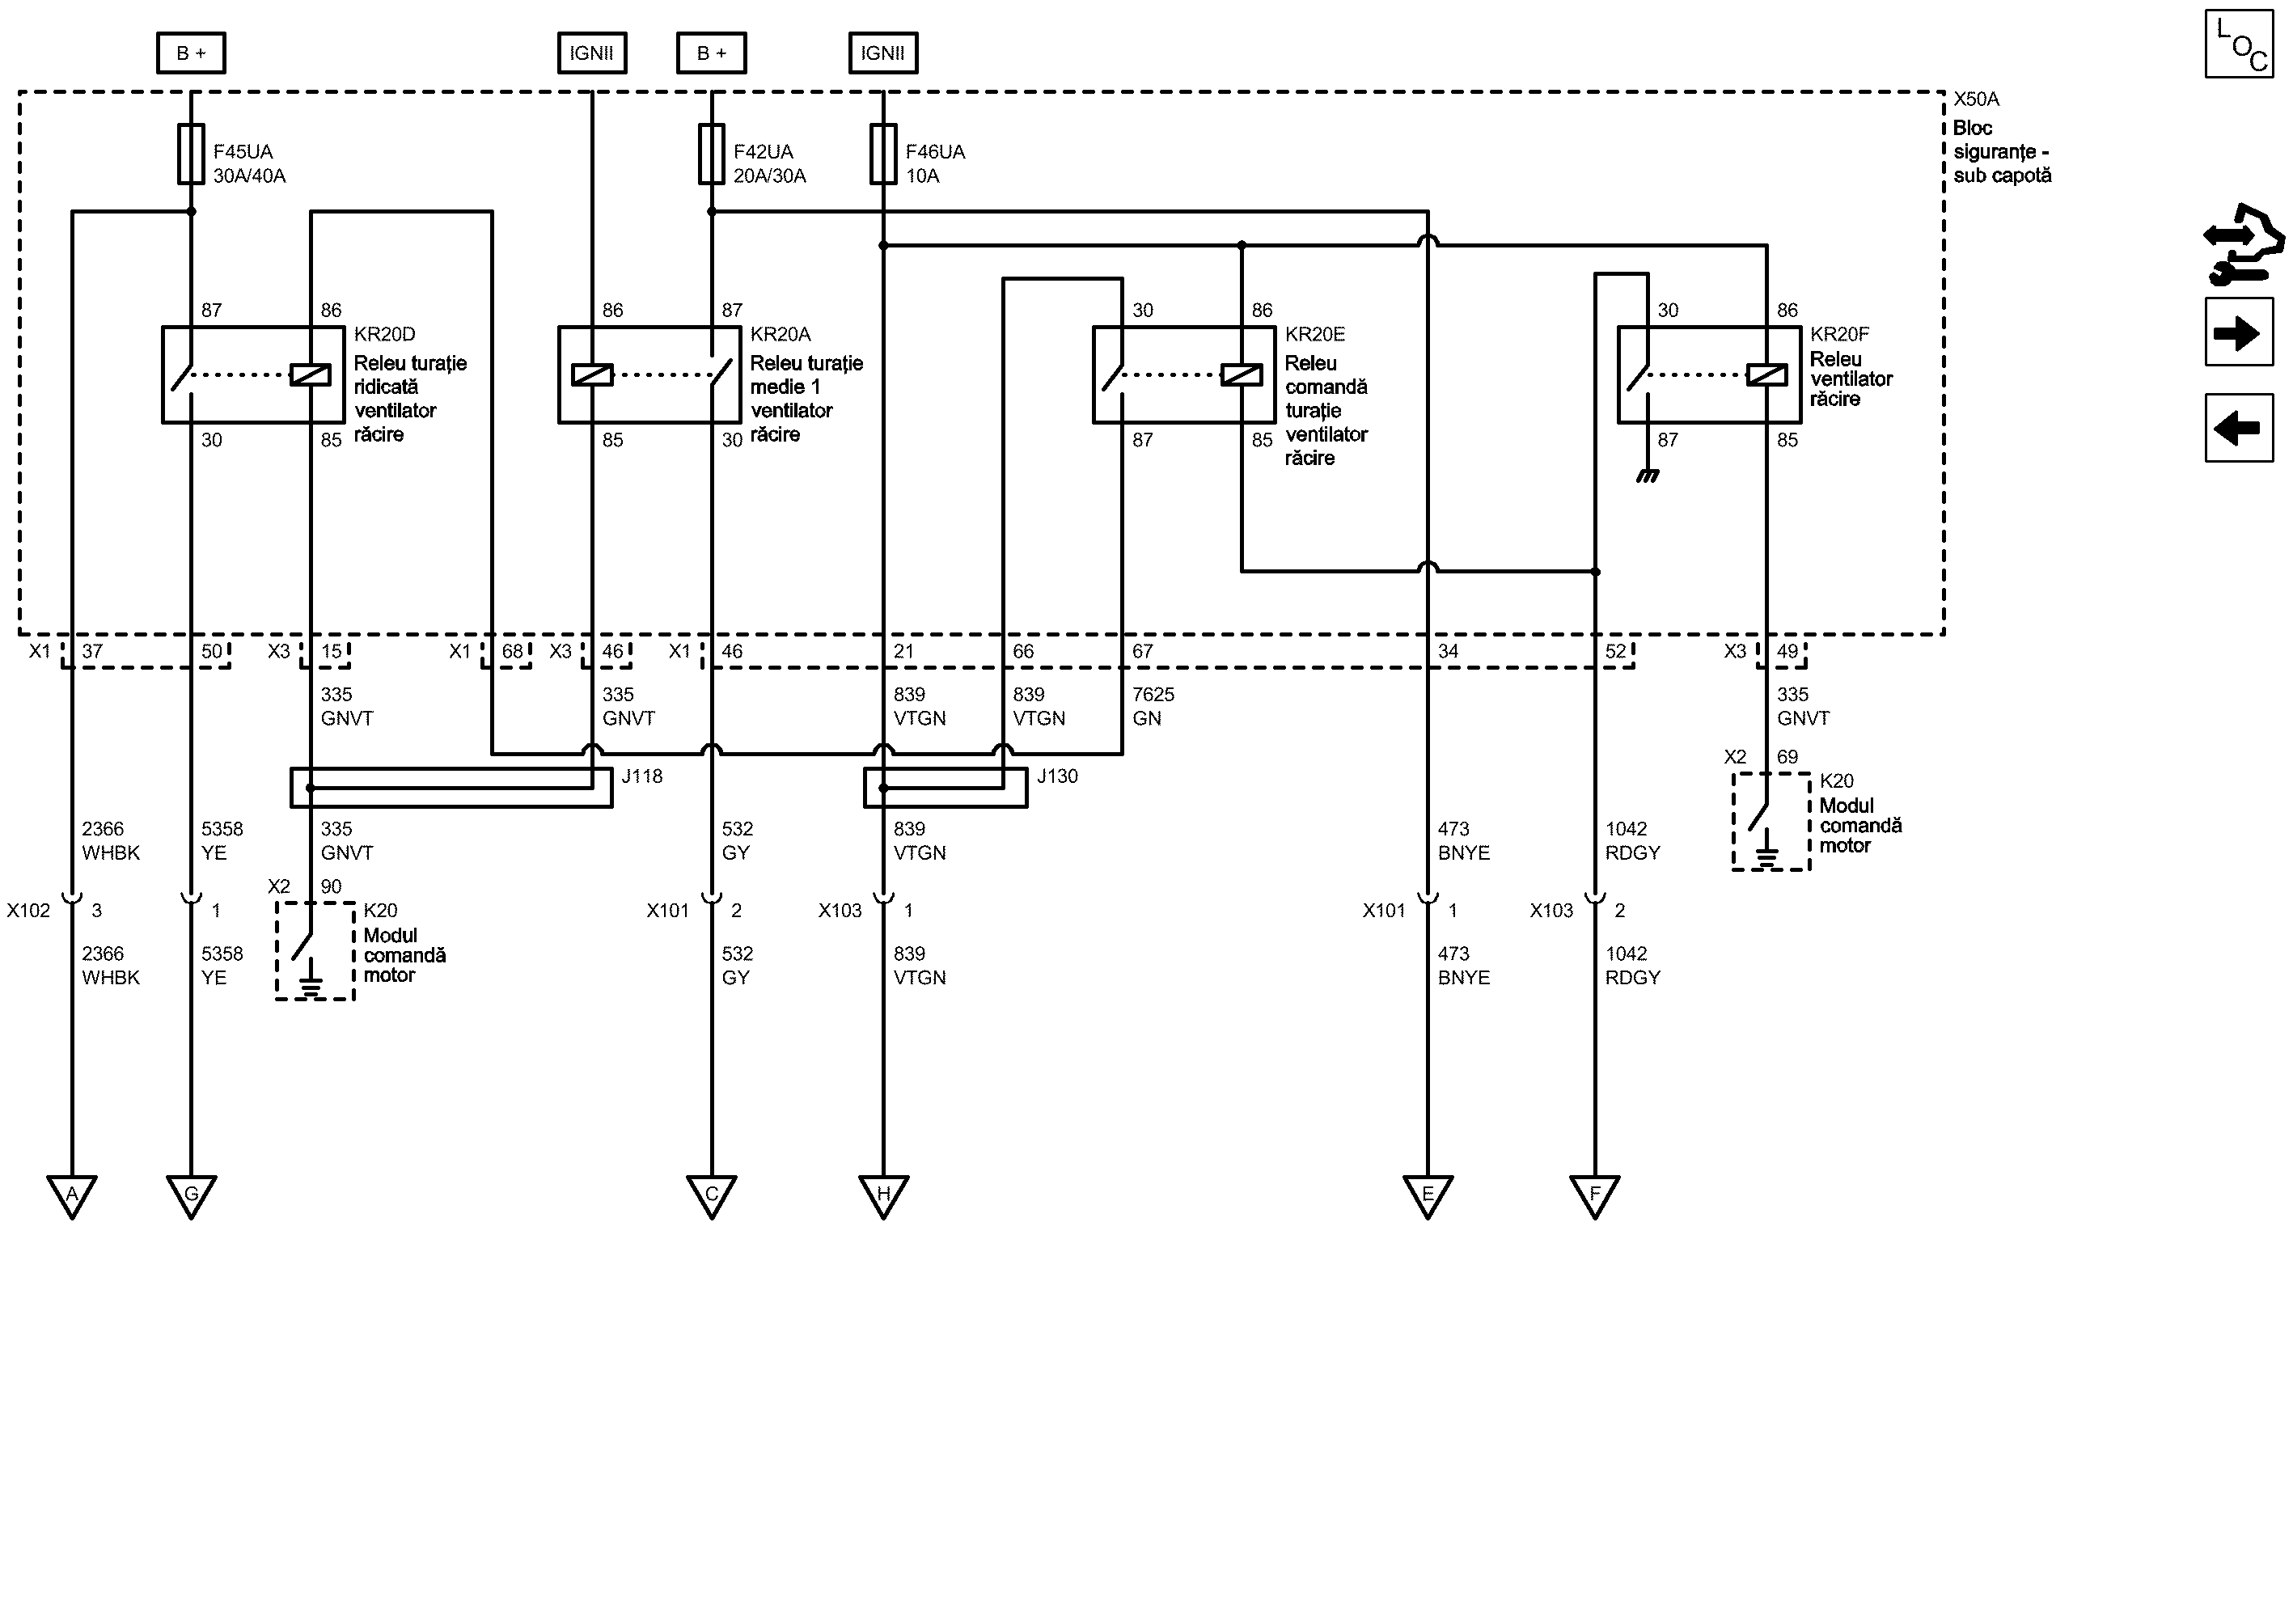 B +
IGNII
B +
IGNII
LOC
X50A
Bloc
siguranțe -
sub capotă
F45UA
30A/40A
F42UA
20A/30A
F46UA
10A
87
86
KR20D
Releu turație
ridicată
ventilator
răcire
30
85
86
87
KR20A
Releu turație
medie 1
ventilator
răcire
85
30
30
86
KR20E
Releu
comandă
turație
ventilator
răcire
87
85
30
86
KR20F
Releu
ventilator
răcire
87
85
X1
37
50
X3
15
X1
68
X3
46
X1
46
21
66
67
34
52
X3
49
335
GNVT
335
GNVT
839
VTGN
839
VTGN
7625
GN
335
GNVT
J118
J130
X2
69
K20
Modul
comandă
motor
2366
WHBK
5358
YE
335
GNVT
532
GY
839
VTGN
473
BNYE
1042
RDGY
X2
90
K20
Modul
comandă
motor
X102
3
1
X101
2
X103
1
X101
1
X103
2
2366
WHBK
5358
YE
532
GY
839
VTGN
473
BNYE
1042
RDGY
A
G
C
H
E
F